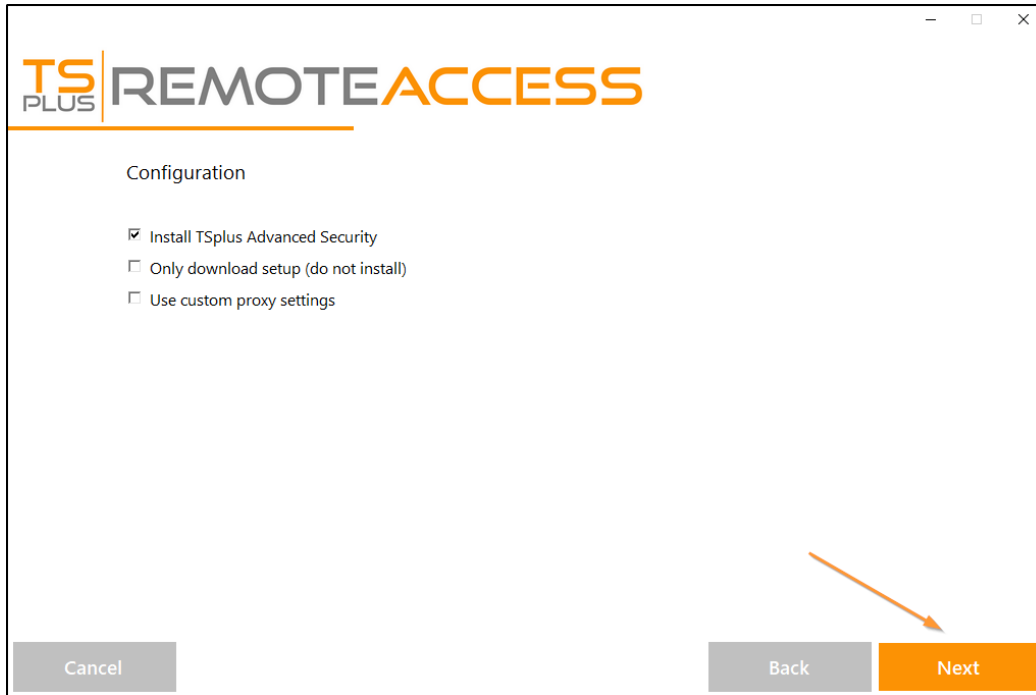 TS PLUS REMOTEACCESS
Configuration
Install TSplus Advanced Security
Only download setup (do not install)
Use custom proxy settings
Cancel
Back
Next